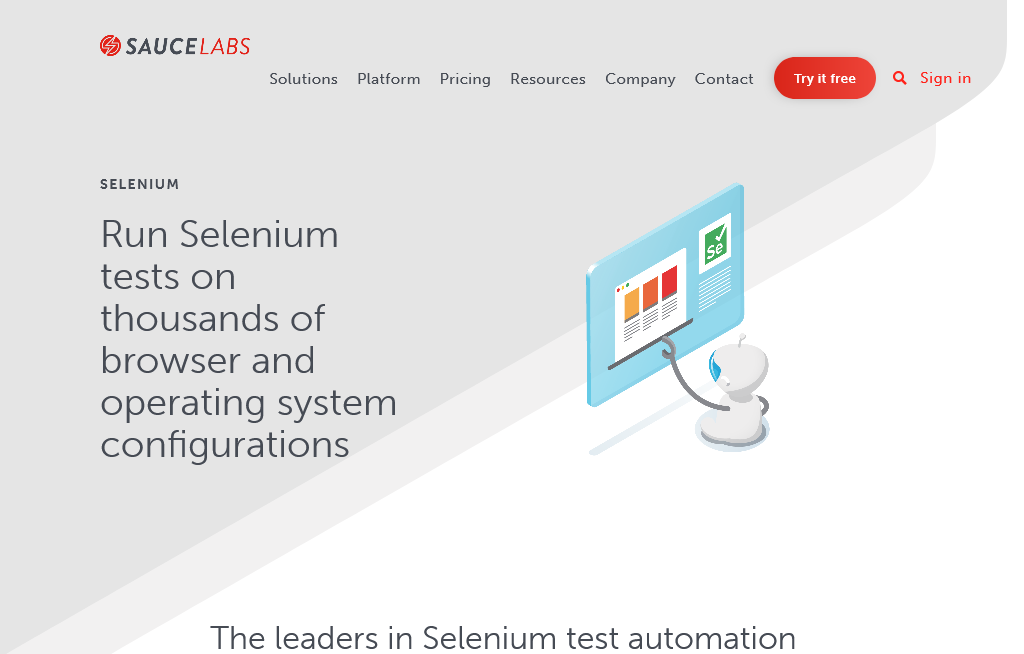 SAUCELABS
Solutions Platform Pricing Resources Company Contact Try it free Sign in
SELENIUM
Run Selenium
tests on
thousands of
browser and
operating system
configurations
Se
The leaders in Selenium test automation